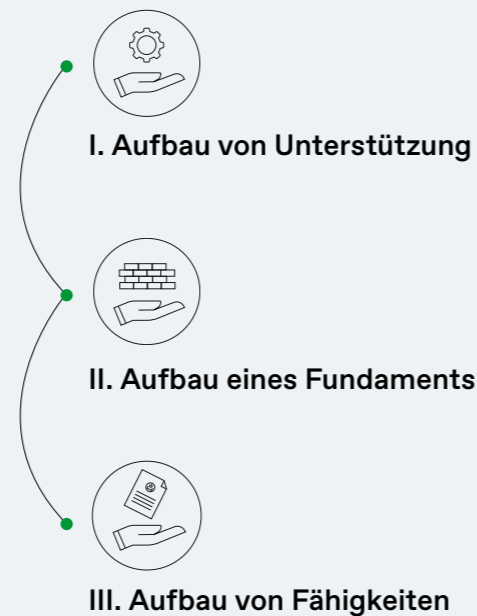 I. Aufbau von Unterstützung
II. Aufbau eines Fundaments
III. Aufbau von Fähigkeiten